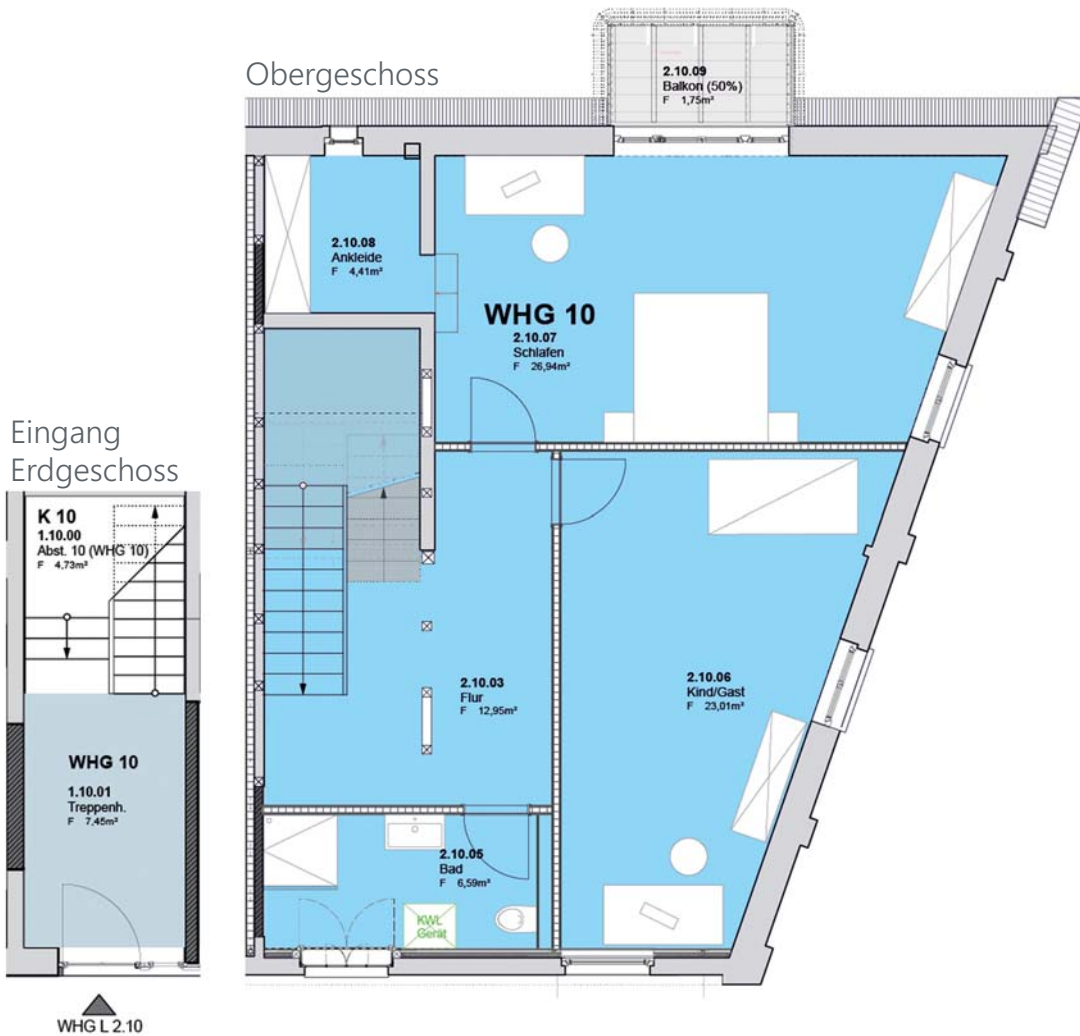 Obergeschoss
2.10.09
Balkon (50%)
F 1,75m²
2.10.08
Ankleide
F 4,41m²
WHG 10
2.10.07
Schlafen
F 26,94m²
Eingang
Erdgeschoss
K 10
1.10.00
Abst. 10 (WHG 10)
F 4,73m²
2.10.03
Flur
F 12,95m²
2.10.06
Kind/Gast
F 23,01m²
WHG 10
1.10.01
Treppenh.
F 7,45m²
2.10.05
Bad
F 6,59m²
KWL
Gerät
WHG L 2.10